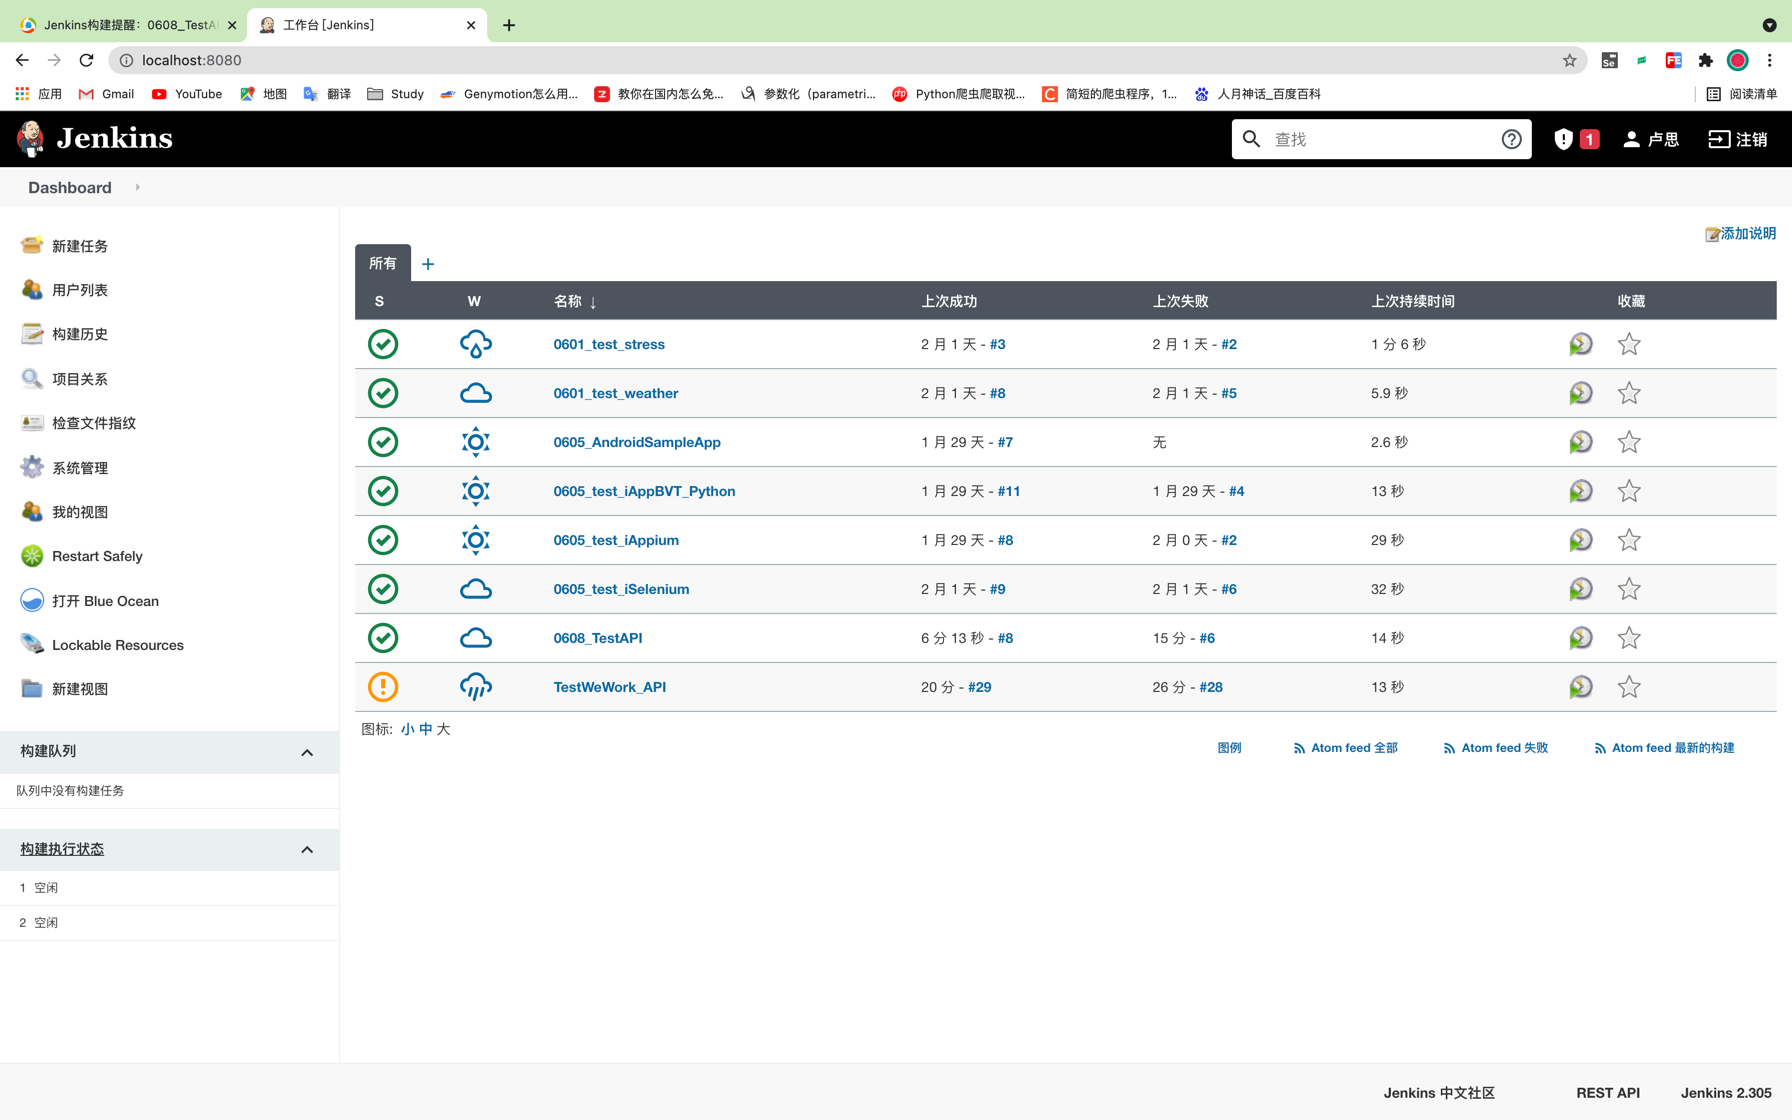 Jenkins构建提醒：0608_TestA
工作台 [Jenkins]
localhost:8080
应用
Gmail
YouTube
地图
翻译
Study
Genymotion怎么用...
教你在国内怎么免...
参数化（parametri...
Python爬虫爬取视...
简短的爬虫程序，1...
人月神话_百度百科
阅读清单
Jenkins
查找
1
卢思
注销
Dashboard
新建任务
用户列表
构建历史
项目关系
检查文件指纹
系统管理
我的视图
Restart Safely
打开 Blue Ocean
Lockable Resources
新建视图
构建队列
队列中没有构建任务
构建执行状态
1 空闲
2 空闲
添加说明
所有 +
S W 名称 ↓ 上次成功 上次失败 上次持续时间 收藏
0601_test_stress 2 月 1 天 - #3 2 月 1 天 - #2 1 分 6 秒
0601_test_weather 2 月 1 天 - #8 2 月 1 天 - #5 5.9 秒
0605_AndroidSampleApp 1 月 29 天 - #7 无 2.6 秒
0605_test_iAppBVT_Python 1 月 29 天 - #11 1 月 29 天 - #4 13 秒
0605_test_iAppium 1 月 29 天 - #8 2 月 0 天 - #2 29 秒
0605_test_iSelenium 2 月 1 天 - #9 2 月 1 天 - #6 32 秒
0608_TestAPI 6 分 13 秒 - #8 15 分 - #6 14 秒
TestWeWork_API 20 分 - #29 26 分 - #28 13 秒
图标: 小 中 大
图例 Atom feed 全部 Atom feed 失败 Atom feed 最新的构建
Jenkins 中文社区 REST API Jenkins 2.305